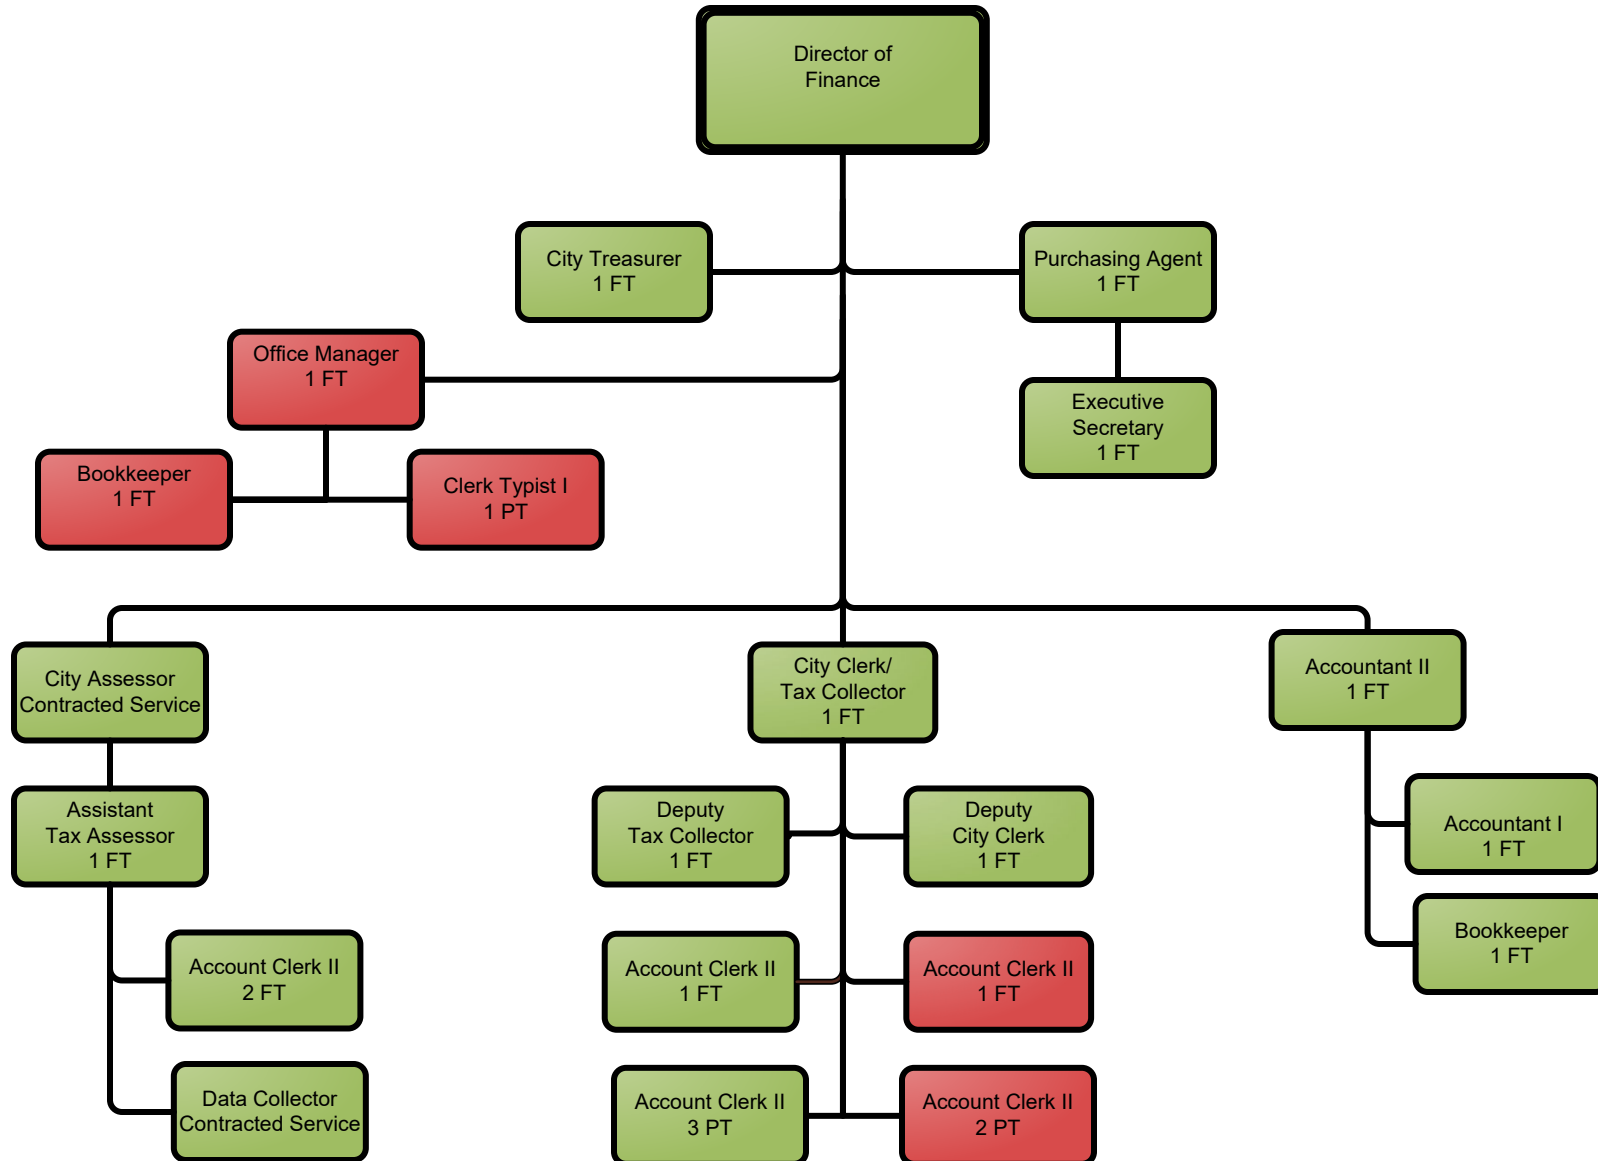 Director of
Finance
City Treasurer
1 FT
Purchasing Agent
1 FT
Office Manager
1 FT
Executive
Secretary
1 FT
Bookkeeper
1 FT
Clerk Typist I
1 PT
City Assessor
Contracted Service
City Clerk/
Tax Collector
1 FT
Accountant II
1 FT
Assistant
Tax Assessor
1 FT
Deputy
Tax Collector
1 FT
Deputy
City Clerk
1 FT
Accountant I
1 FT
Bookkeeper
1 FT
Account Clerk II
2 FT
Account Clerk II
1 FT
Account Clerk II
1 FT
Data Collector
Contracted Service
Account Clerk II
3 PT
Account Clerk II
2 PT